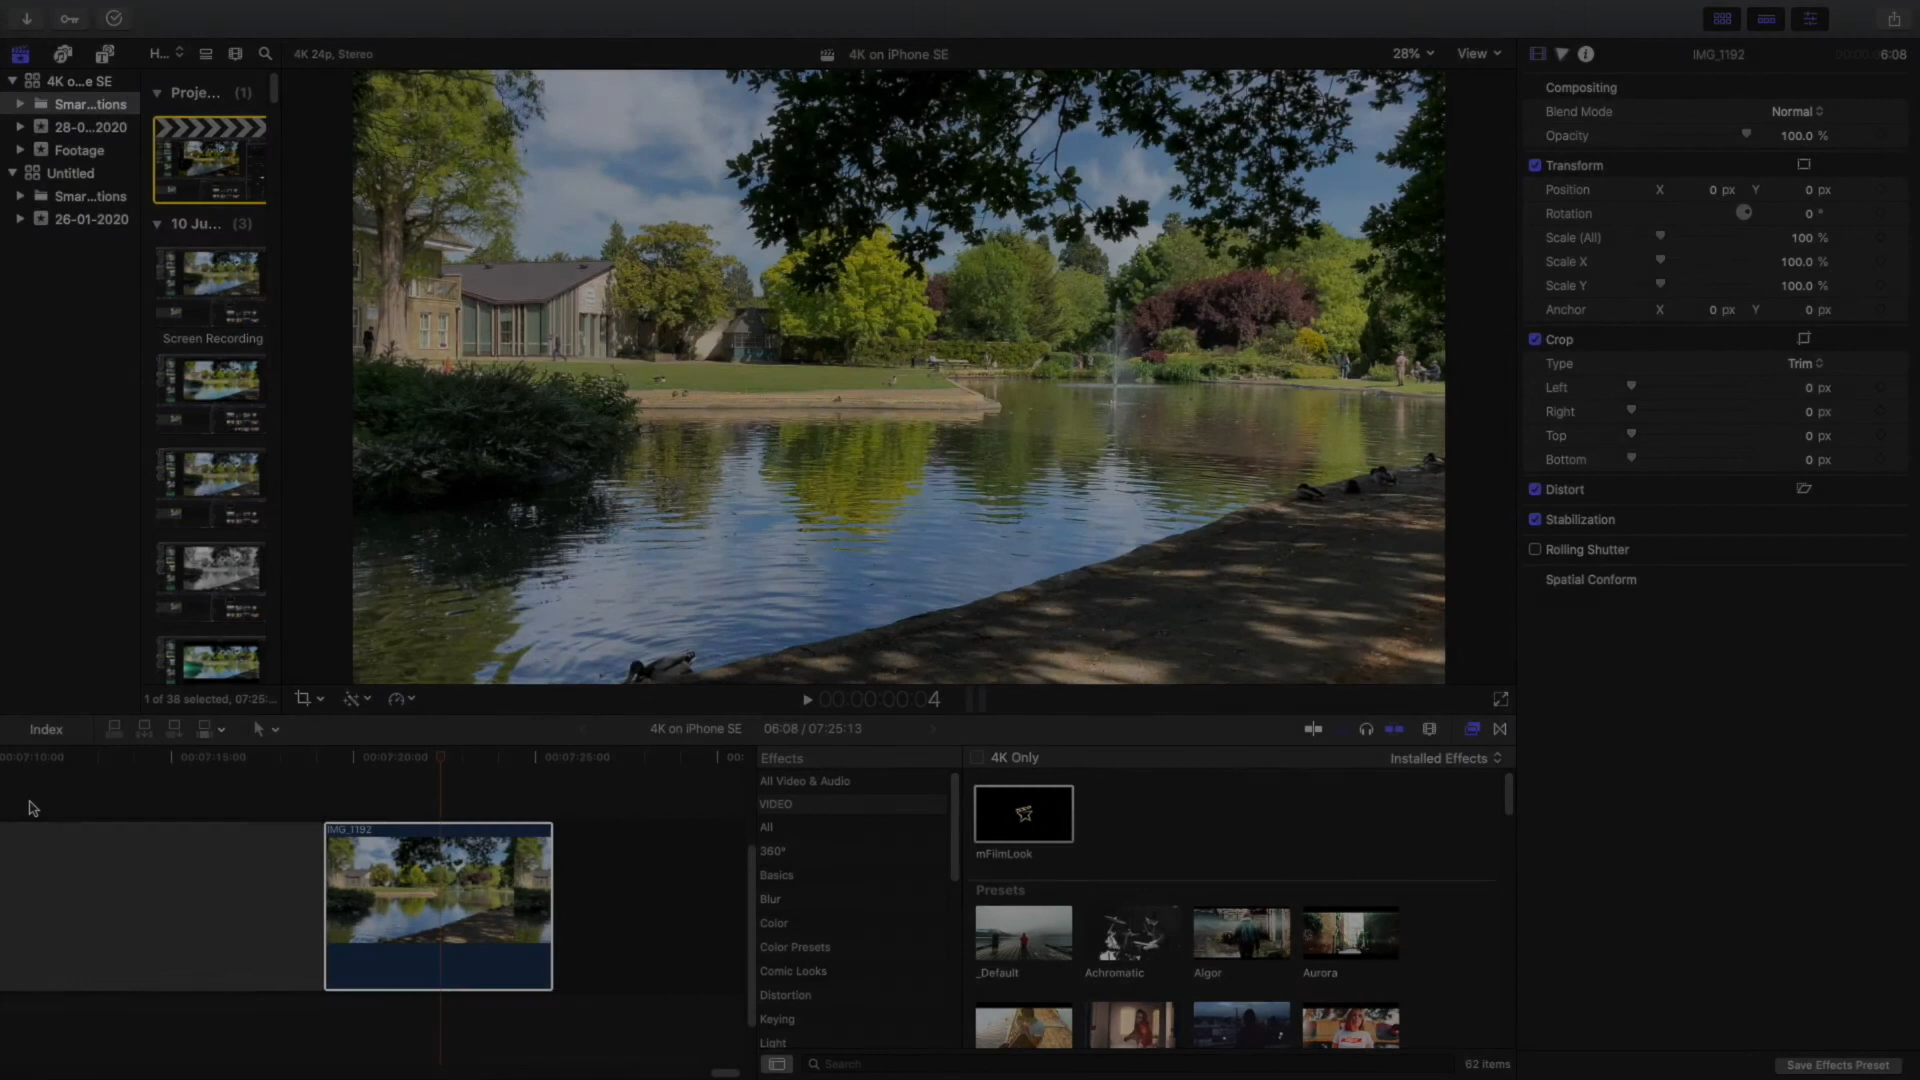 H...
4K 24p, Stereo
4K on iPhone SE
28%
View
IMG_1192
6:08
4K o...e SE
Smar...tions
28-0...2020
Footage
Untitled
Smar...tions
26-01-2020
Proje... (1)
10 Ju... (3)
Screen Recording
1 of 38 selected, 07:25:...
Compositing
Blend Mode Normal
Opacity 100.0 %
Transform
Position X 0 px Y 0 px
Rotation 0 °
Scale (All) 100 %
Scale X 100.0 %
Scale Y 100.0 %
Anchor X 0 px Y 0 px
Crop
Type Trim
Left 0 px
Right 0 px
Top 0 px
Bottom 0 px
Distort
Stabilization
Rolling Shutter
Spatial Conform
00:00:00:04
Index
4K on iPhone SE 06:08 / 07:25:13
00:07:10:00 00:07:15:00 00:07:20:00 00:07:25:00 00:
IMG_1192
Effects
All Video & Audio
VIDEO
All
360°
Basics
Blur
Color
Color Presets
Comic Looks
Distortion
Keying
Light
4K Only
Installed Effects
mFilmLook
Presets
_Default Achromatic Algor Aurora
Search
62 items
Save Effects Preset